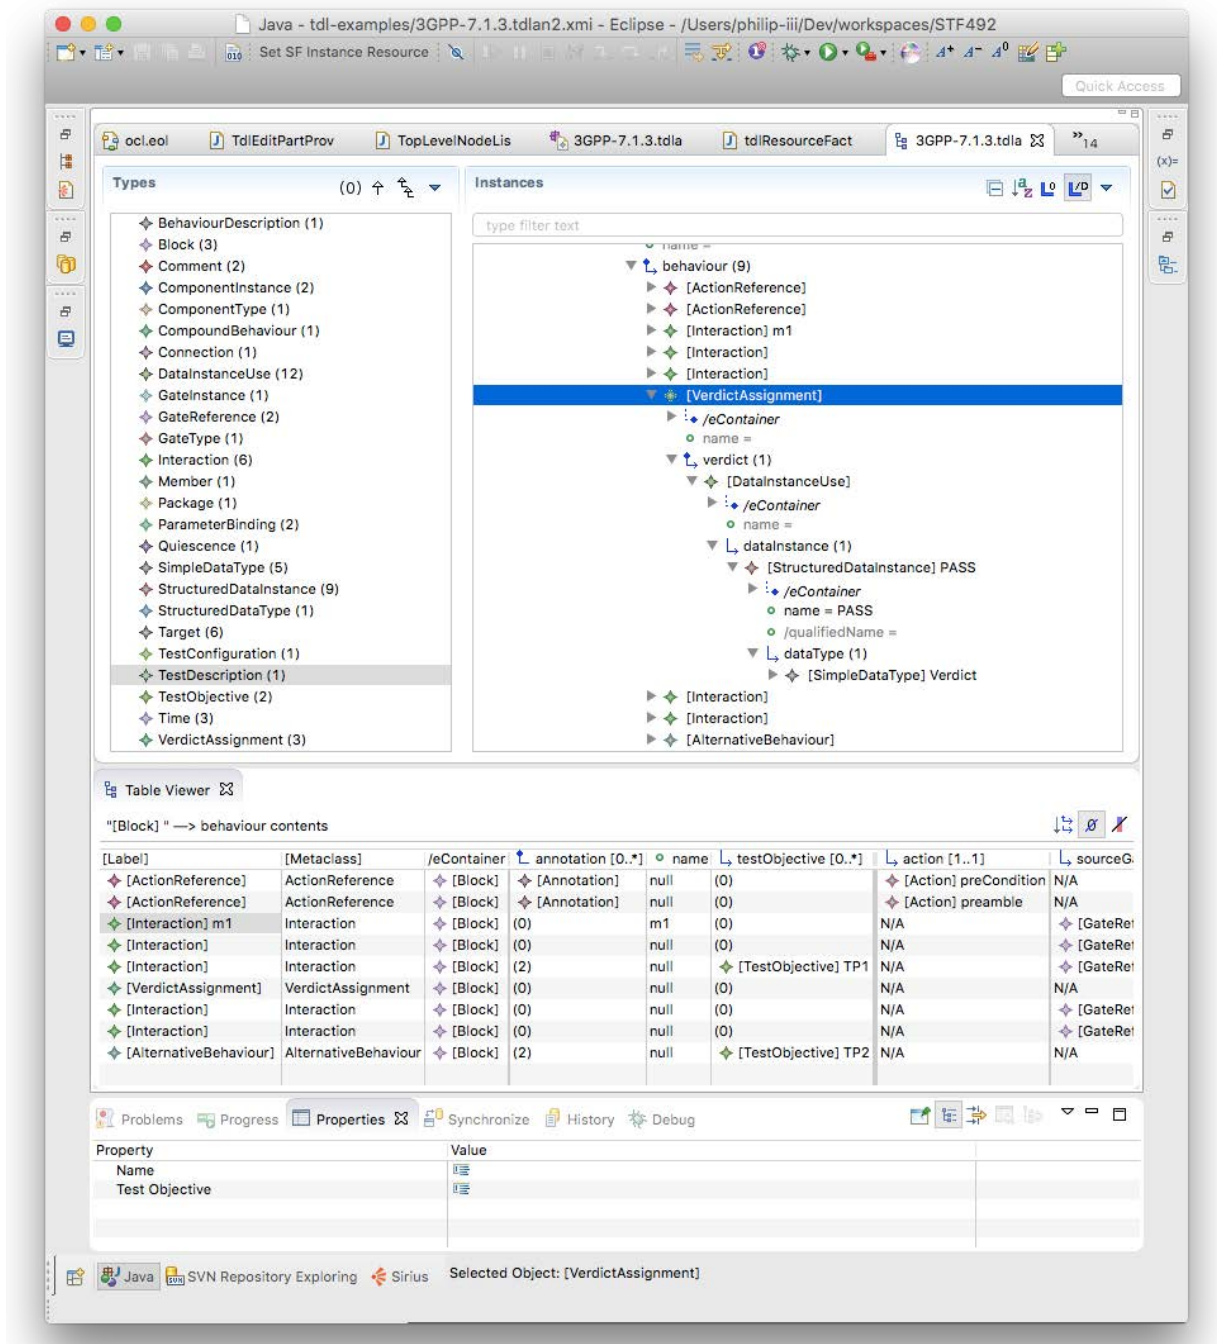 Java - tdl-examples/3GPP-7.1.3.tdlan2.xmi - Eclipse - /Users/philip-iii/Dev/workspaces/STF492
010 Set SF Instance Resource A+ A- A0
Quick Access
ocl.eol TdlEditPartProv TopLevelNodeLis 3GPP-7.1.3.tdla tdlResourceFact 3GPP-7.1.3.tdla »14
(x)=
Types (0)
BehaviourDescription (1)
Block (3)
Comment (2)
ComponentInstance (2)
ComponentType (1)
CompoundBehaviour (1)
Connection (1)
DataInstanceUse (12)
GateInstance (1)
GateReference (2)
GateType (1)
Interaction (6)
Member (1)
Package (1)
ParameterBinding (2)
Quiescence (1)
SimpleDataType (5)
StructuredDataInstance (9)
StructuredDataType (1)
Target (6)
TestConfiguration (1)
TestDescription (1)
TestObjective (2)
Time (3)
VerdictAssignment (3)
Instances
type filter text
name =
behaviour (9)
[ActionReference]
[ActionReference]
[Interaction] m1
[Interaction]
[Interaction]
[VerdictAssignment]
/eContainer
name =
verdict (1)
[DataInstanceUse]
/eContainer
name =
dataInstance (1)
[StructuredDataInstance] PASS
/eContainer
name = PASS
/qualifiedName =
dataType (1)
[SimpleDataType] Verdict
[Interaction]
[Interaction]
[AlternativeBehaviour]
Table Viewer
"[Block] " —> behaviour contents
[Label] [Metaclass] /eContainer annotation [0..*] name testObjective [0..*] action [1..1] sourceG
[ActionReference] ActionReference [Block] [Annotation] null (0) [Action] preCondition N/A
[ActionReference] ActionReference [Block] [Annotation] null (0) [Action] preamble N/A
[Interaction] m1 Interaction [Block] (0) m1 (0) N/A [GateRef
[Interaction] Interaction [Block] (0) null (0) N/A [GateRef
[Interaction] Interaction [Block] (2) null [TestObjective] TP1 N/A [GateRef
[VerdictAssignment] VerdictAssignment [Block] (0) null (0) N/A N/A
[Interaction] Interaction [Block] (0) null (0) N/A [GateRef
[Interaction] Interaction [Block] (0) null (0) N/A [GateRef
[AlternativeBehaviour] AlternativeBehaviour [Block] (2) null [TestObjective] TP2 N/A N/A
Problems Progress Properties Synchronize History Debug
Property Value
Name
Test Objective
Java SVN Repository Exploring Sirius Selected Object: [VerdictAssignment]